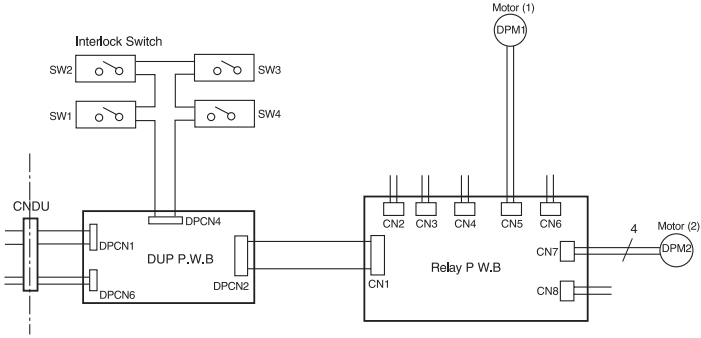 Motor (1)
DPM1
Interlock Switch
SW2
SW3
SW1
SW4
CNDU
DPCN4
CN2
CN3
CN4
CN5
CN6
Motor (2)
4
DPCN1
DUP P.W.B
CN7
DPM2
Relay P W.B
DPCN2
CN1
CN8
DPCN6